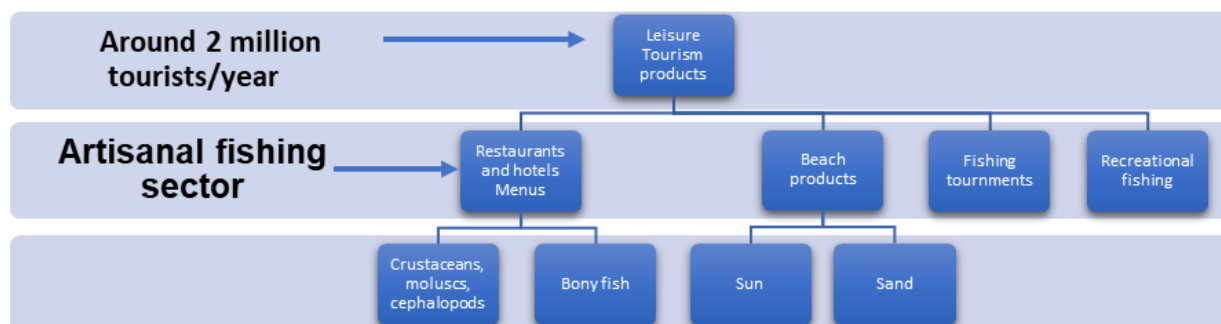 Around 2 million
tourists/year
Leisure
Tourism
products
Artisanal fishing
sector
Restaurants
and hotels
Menus
Beach
products
Fishing
tournments
Recreational
fishing
Crustaceans,
moluscs,
cephalopods
Bony fish
Sun
Sand